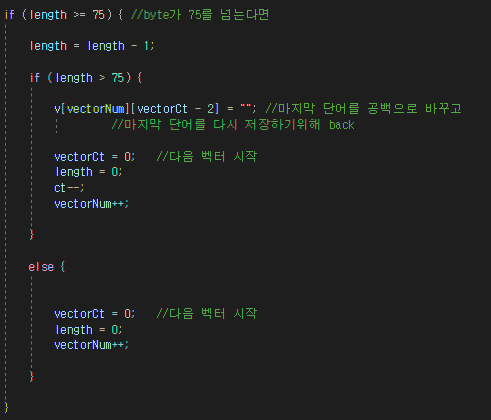 if (length >= 75) { //byte가 75를 넘는다면
length = length - 1;
if (length > 75) {
v[vectorNum][vectorCt - 2] = ""; //마지막 단어를 공백으로 바꾸고
//마지막 단어를 다시 저장하기위해 back
vectorCt = 0; //다음 벡터 시작
length = 0;
ct--;
vectorNum++;
}
else {
vectorCt = 0; //다음 벡터 시작
length = 0;
vectorNum++;
}
}